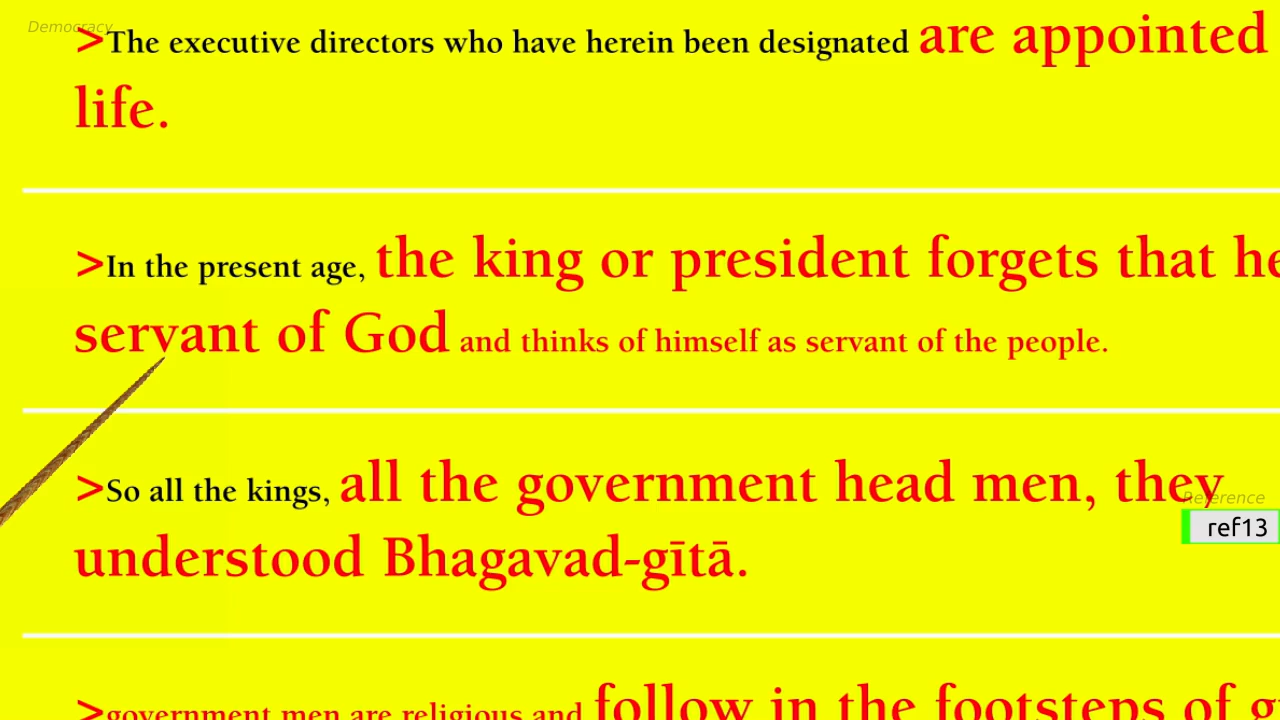 Democracy
>The executive directors who have herein been designated are appointed
life.
>In the present age, the king or president forgets that he
servant of God and thinks of himself as servant of the people.
>So all the kings, all the government head men, they
understood Bhagavad-gītā.
Reference
ref13
>government men are religious and follow in the footsteps of g